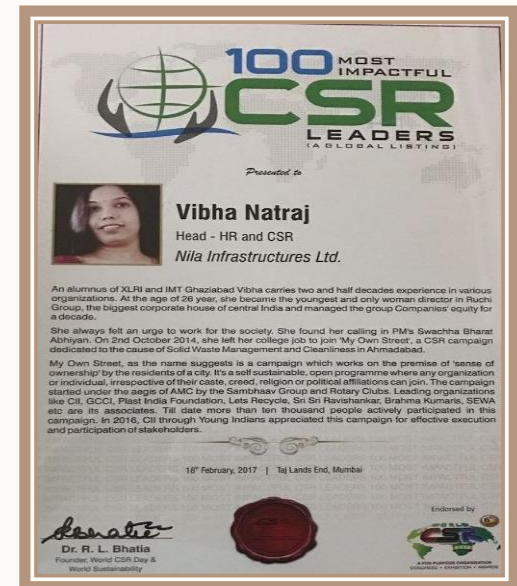 100 MOST
IMPACTFUL
CSR
LEADERS
(A GLOBAL LISTING)
Presented to
Vibha Natraj
Head - HR and CSR
Nila Infrastructures Ltd.
An alumnus of XLRI and IMT Ghaziabad Vibha carries two and half decades experience in various
organizations. At the age of 26 year, she became the youngest and only woman director in Ruchi
Group, the biggest corporate house of central India and managed the group Companies' equity for
a decade.
She always felt an urge to work for the society. She found her calling in PM's Swachha Bharat
Abhiyan. On 2nd October 2014, she left her college job to join 'My Own Street', a CSR campaign
dedicated to the cause of Solid Waste Management and Cleanliness in Ahmadabad.
My Own Street, as the name suggests is a campaign which works on the premise of 'sense of
ownership' by the residents of a city. It's a self sustainable, open programme where any organization
or individual, irrespective of their caste, creed, religion or political affiliations can join. The campaign
started under the aegis of AMC by the Sambhaav Group and Rotary Clubs. Leading organizations
like CII, GCCI, Plast India Foundation, Lets Recycle, Sri Sri Ravishankar, Brahma Kumaris, SEWA
etc are its associates. Till date more than ten thousand people actively participated in this
campaign. In 2016, CII through Young Indians appreciated this campaign for effective execution
and participation of stakeholders.
18th February, 2017 | Taj Lands End, Mumbai
Endorsed by
Dr. R. L. Bhatia
Founder, World CSR Day &
World Sustainability
WORLD
CSR
A FOR PURPOSE ORGANISATION
CONGRESS • EXHIBITION • AWARDS